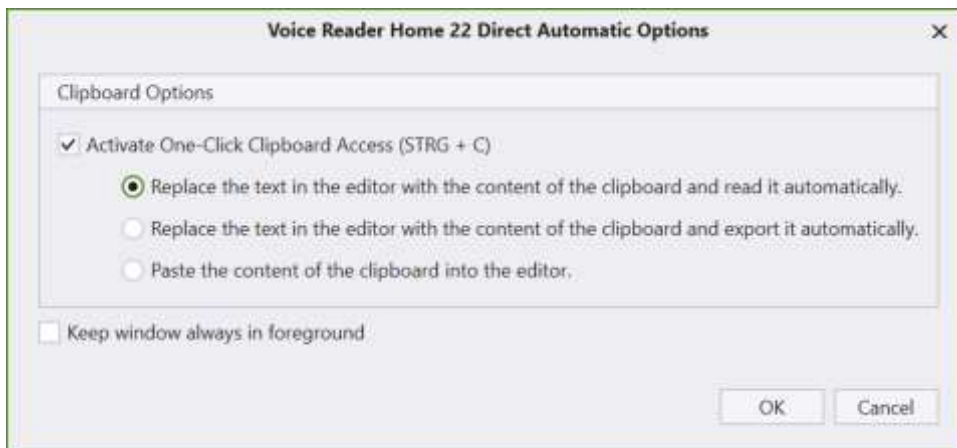 Voice Reader Home 22 Direct Automatic Options
Clipboard Options
Activate One-Click Clipboard Access (STRG + C)
Replace the text in the editor with the content of the clipboard and read it automatically.
Replace the text in the editor with the content of the clipboard and export it automatically.
Paste the content of the clipboard into the editor.
Keep window always in foreground
OK Cancel